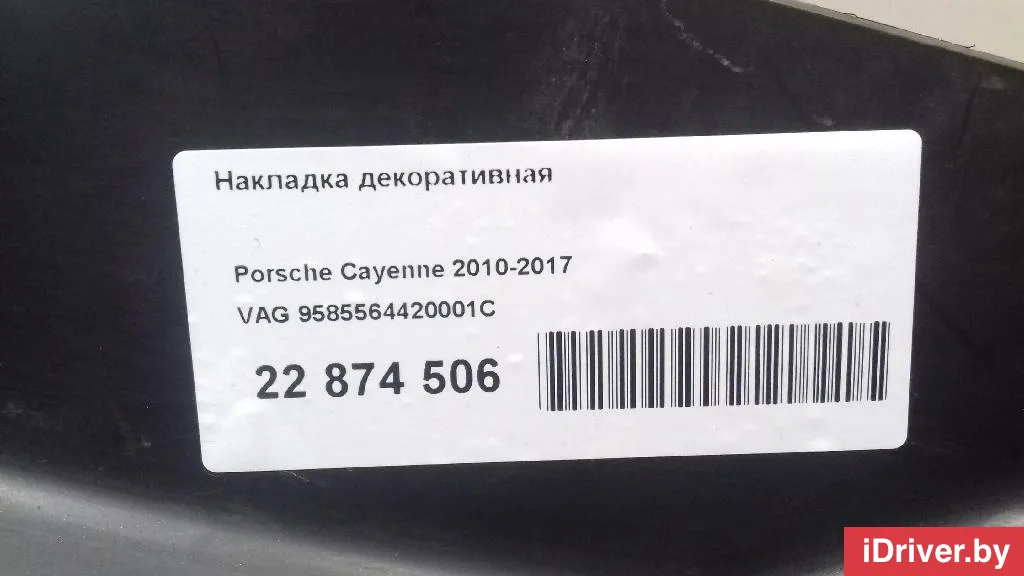 Накладка декоративная
Porsche Cayenne 2010-2017
VAG 9585564420001C
22 874 506
iDriver.by